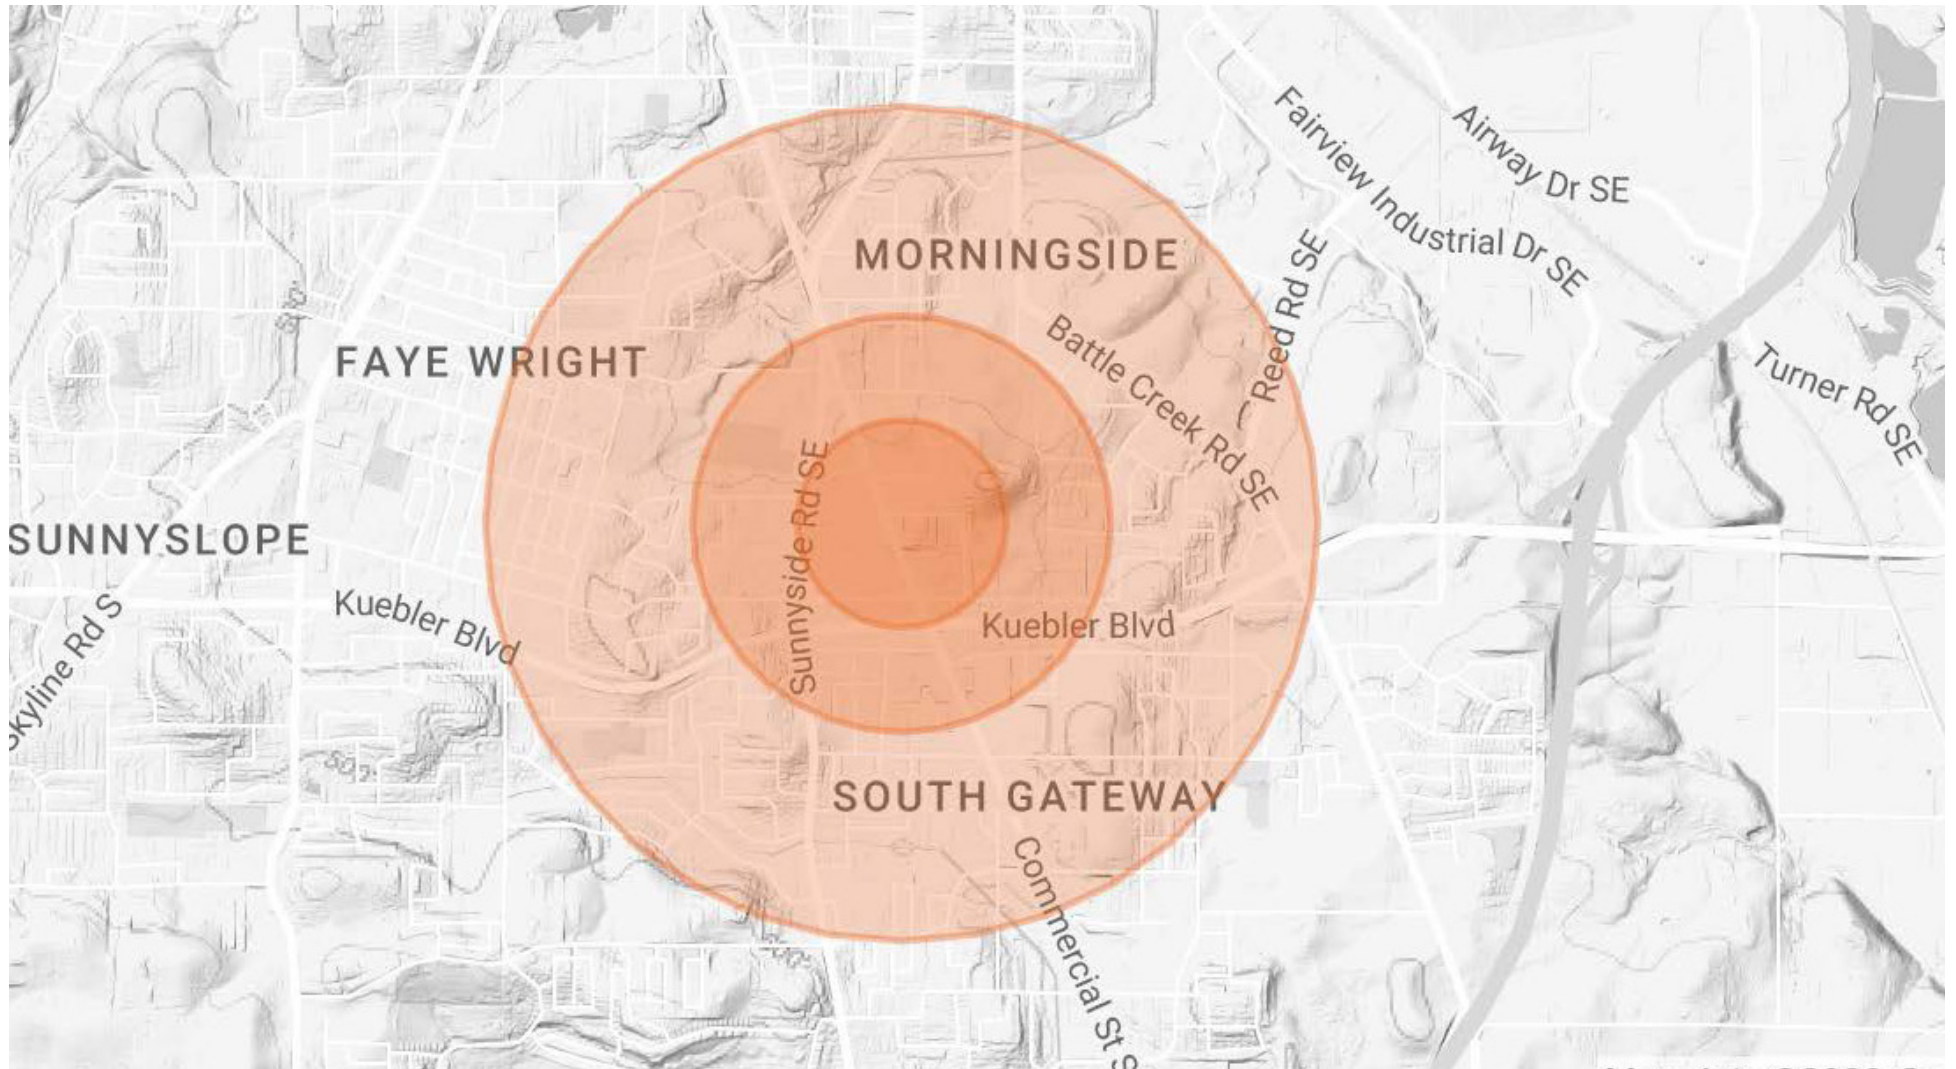 Airway Dr SE
Fairview Industrial Dr SE
MORNINGSIDE
Reed Rd SE
Battle Creek Rd SE
FAYE WRIGHT
Turner Rd SE
Sunnyside Rd SE
SUNNYSLOPE
Kuebler Blvd
Kuebler Blvd
Skyline Rd S
SOUTH GATEWAY
Commercial St S